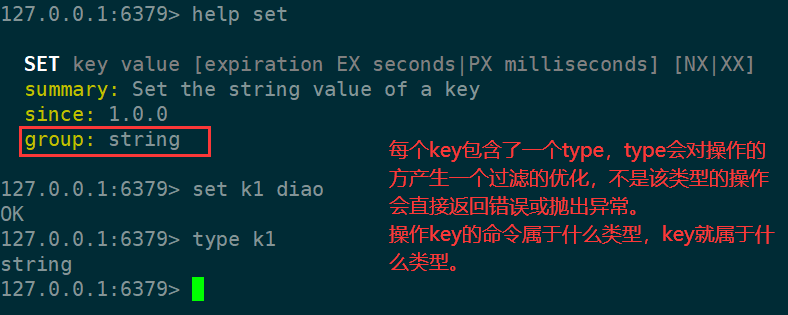 127.0.0.1:6379> help set
SET key value [expiration EX seconds|PX milliseconds] [NX|XX]
summary: Set the string value of a key
since: 1.0.0
group: string
127.0.0.1:6379> set k1 diao
OK
127.0.0.1:6379> type k1
string
127.0.0.1:6379>
每个key包含了一个type，type会对操作的
方产生一个过滤的优化，不是该类型的操作
会直接返回错误或抛出异常。
操作key的命令属于什么类型，key就属于什
么类型。